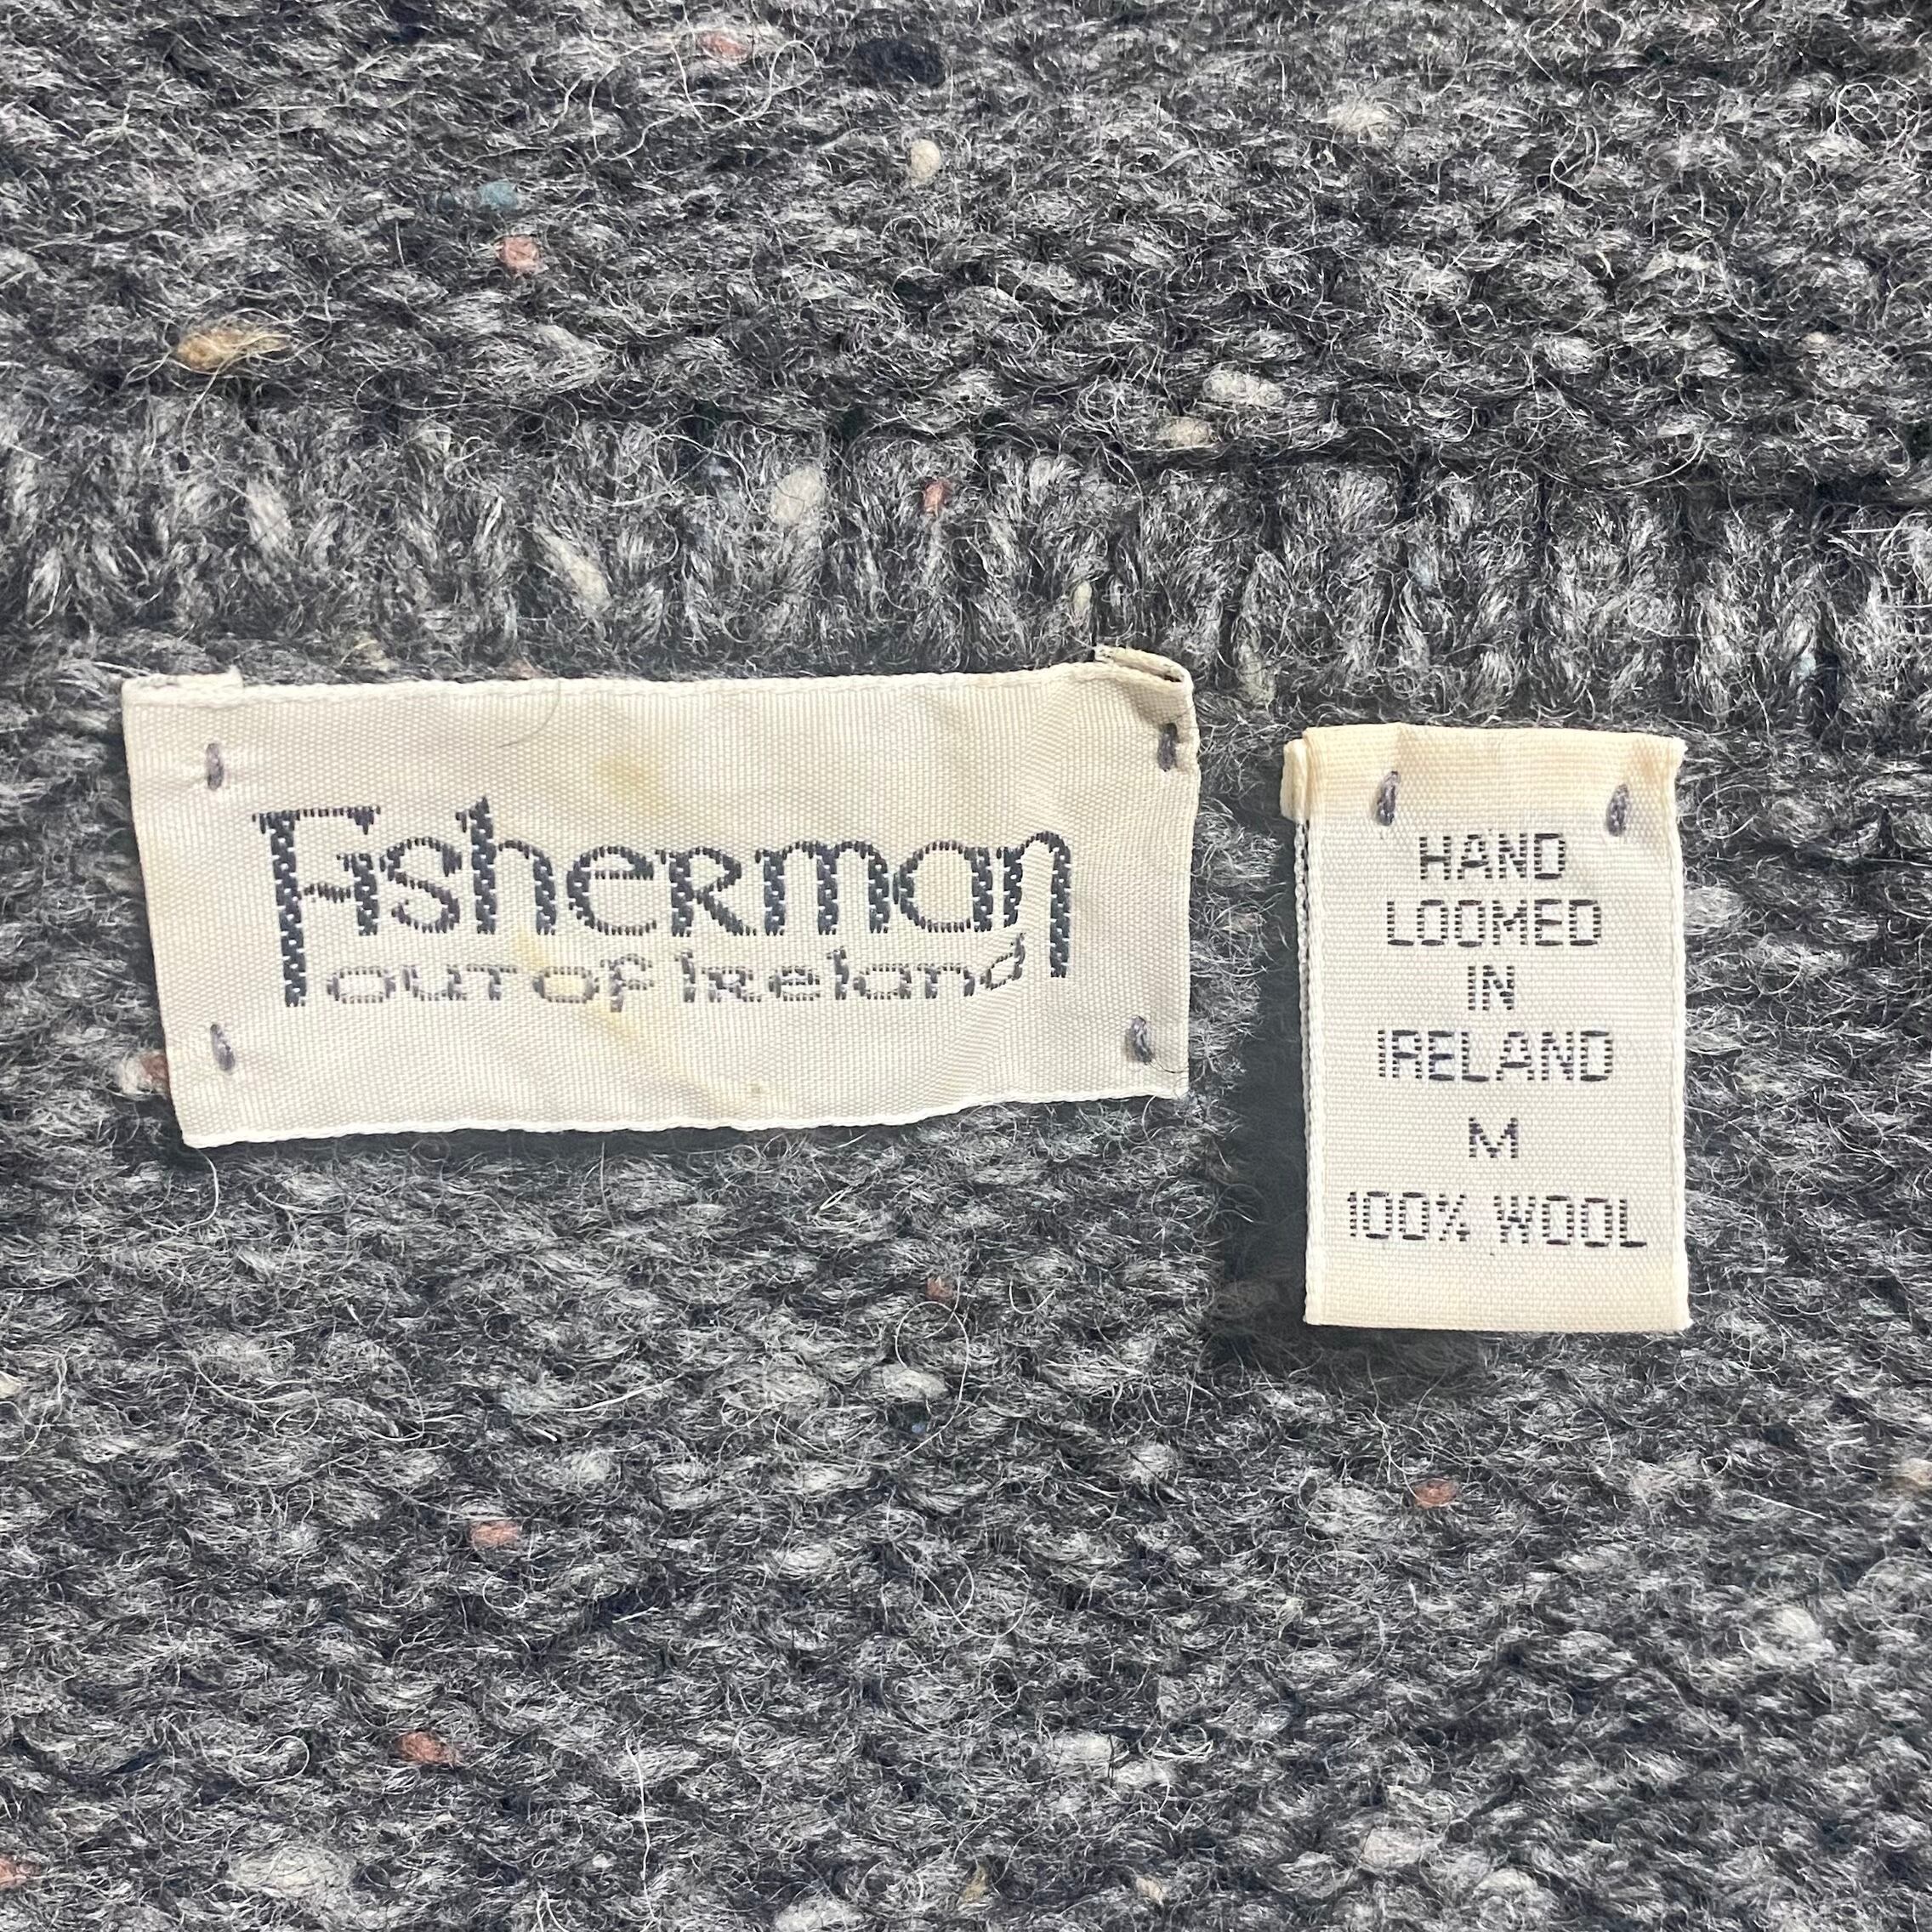 Fisherman
out of Ireland
HAND
LOOMED
IN
IRELAND
M
100% WOOL